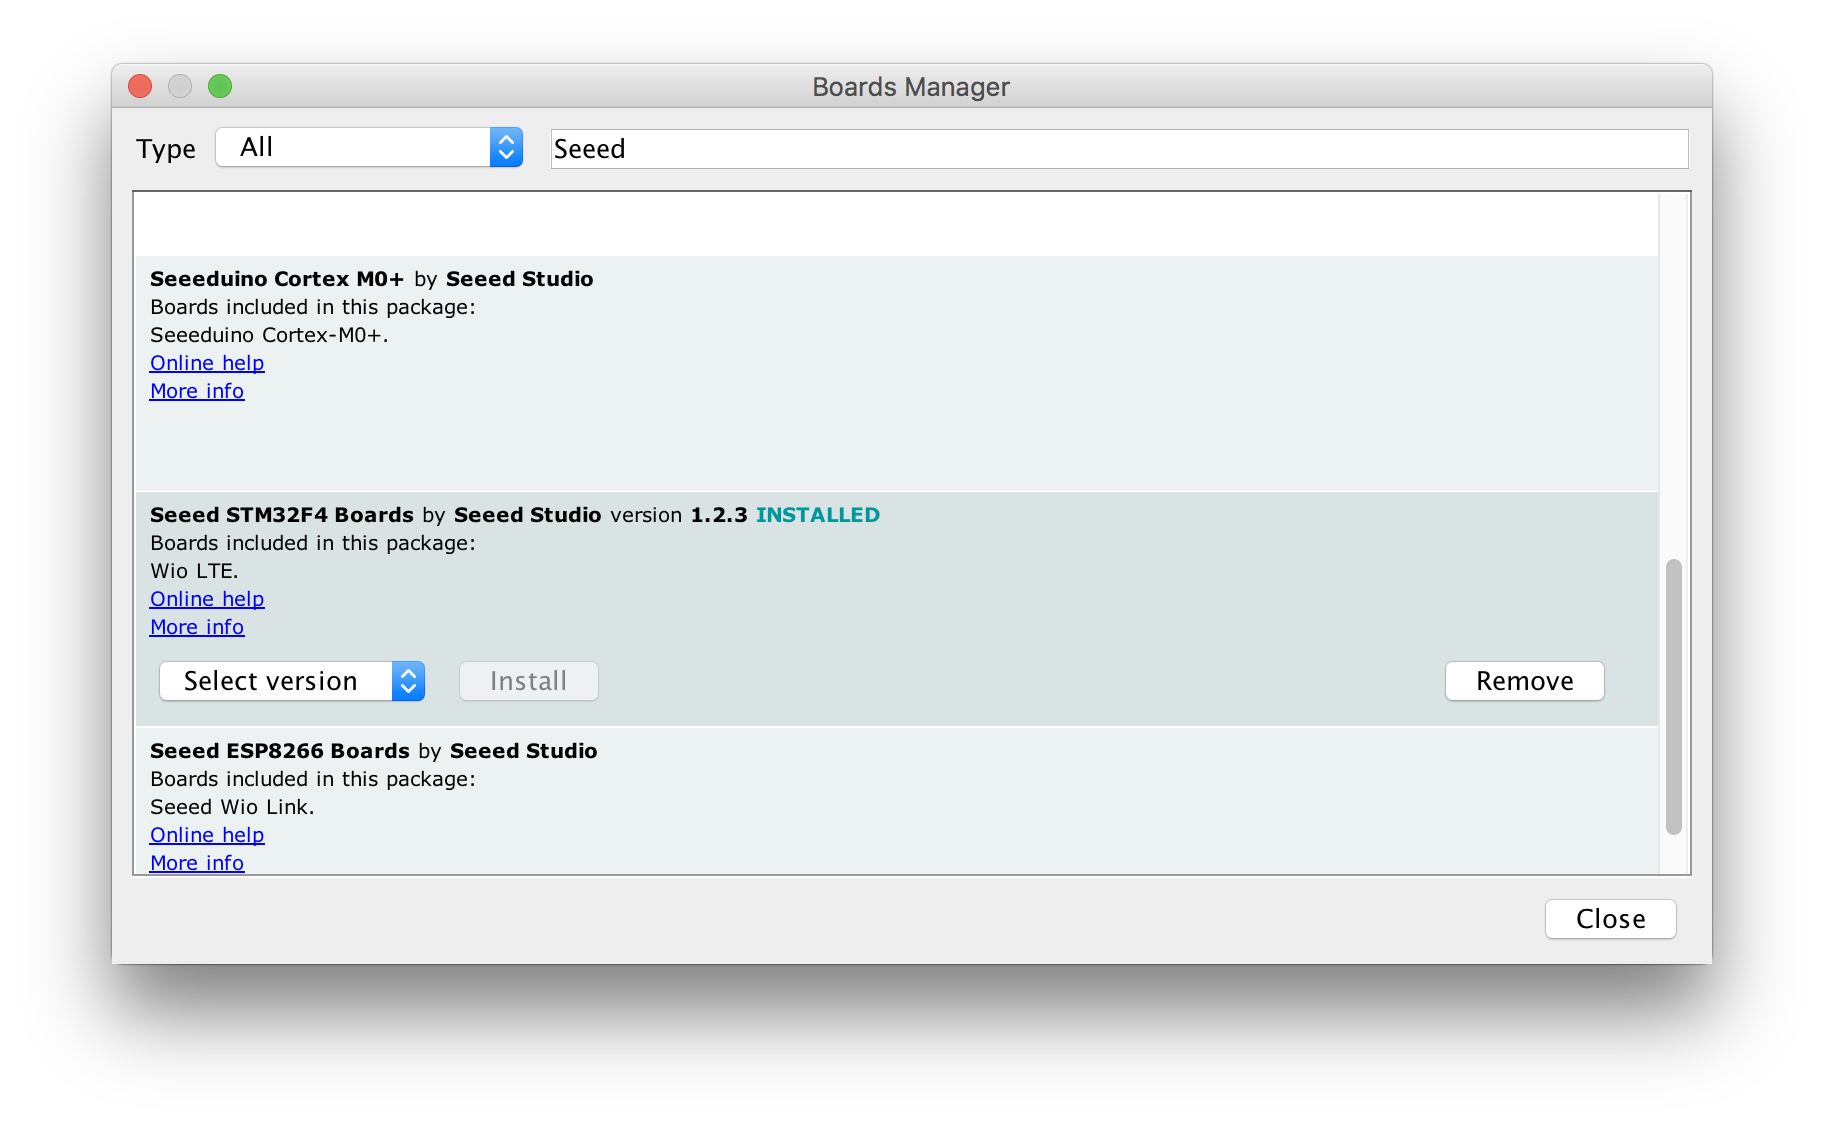 Boards Manager
Type All Seeed
Seeeduino Cortex M0+ by Seeed Studio
Boards included in this package:
Seeeduino Cortex-M0+.
Online help
More info
Seeed STM32F4 Boards by Seeed Studio version 1.2.3 INSTALLED
Boards included in this package:
Wio LTE.
Online help
More info
Select version Install Remove
Seeed ESP8266 Boards by Seeed Studio
Boards included in this package:
Seeed Wio Link.
Online help
More info
Close